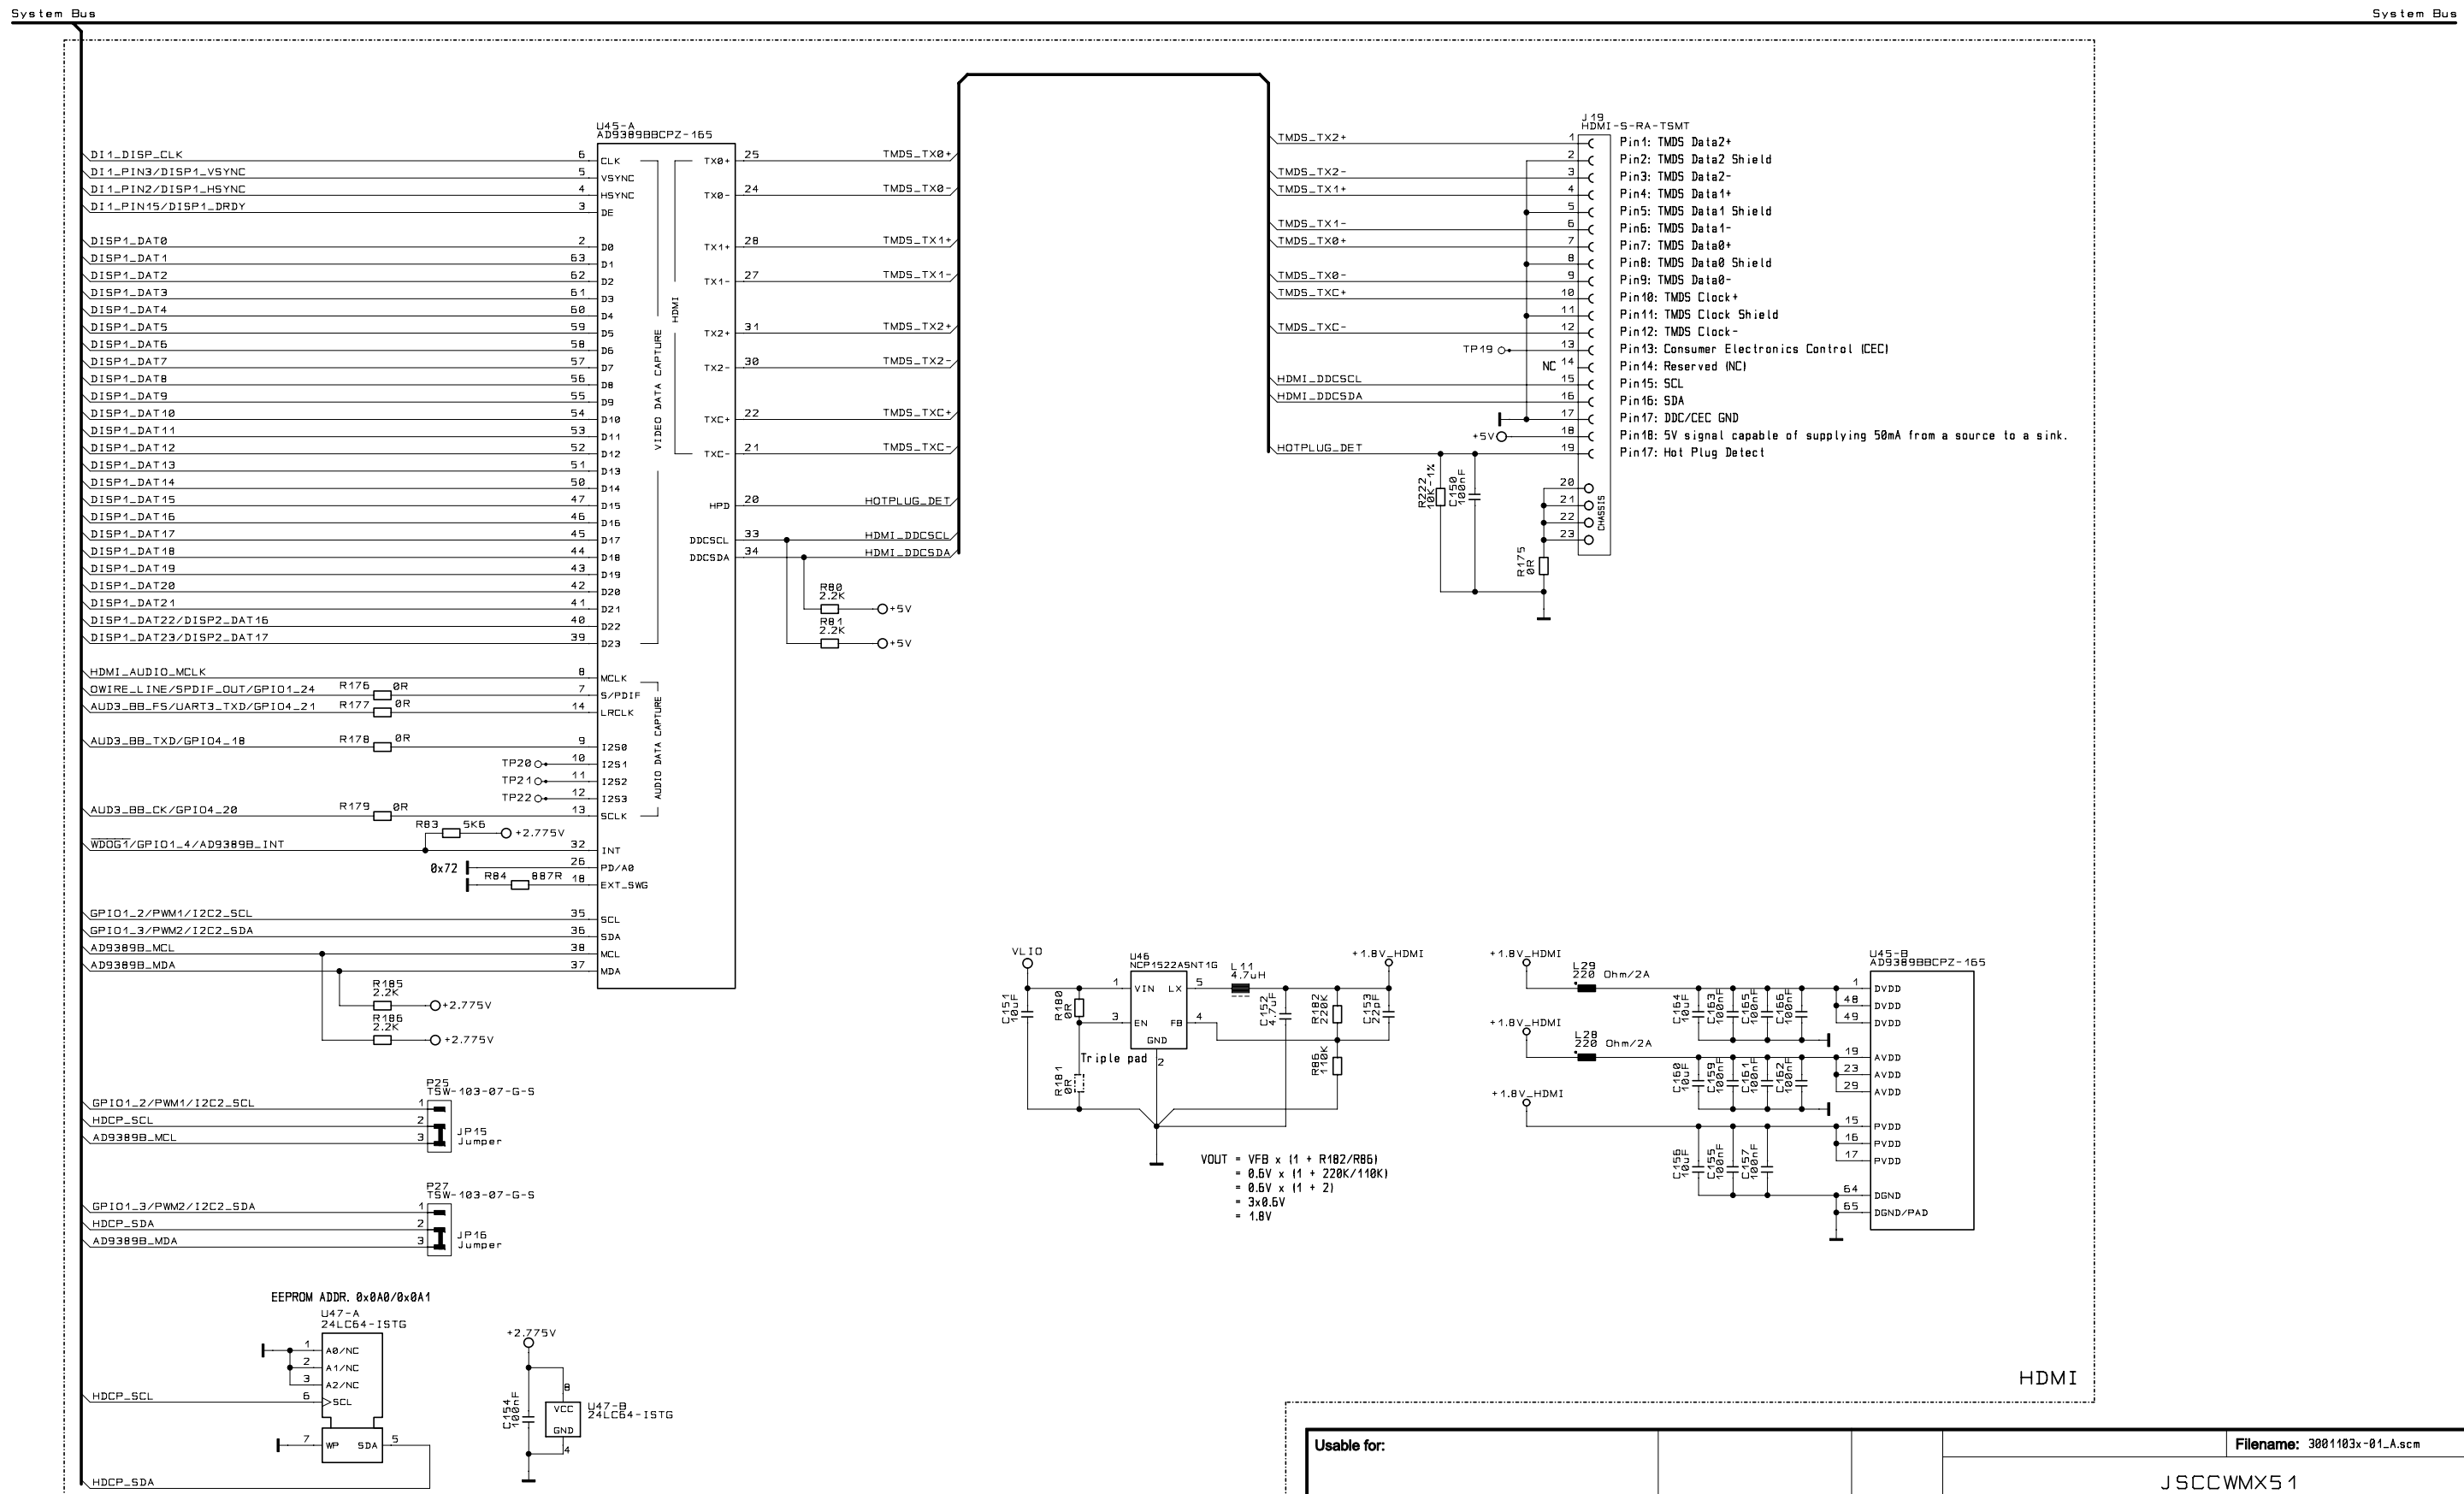 System Bus
System Bus
U45-A
AD9389BBCPZ-165
DI1_DISP_CLK 6 CLK
DI1_PIN3/DISP1_VSYNC 5 VSYNC
DI1_PIN2/DISP1_HSYNC 4 HSYNC
DI1_PIN15/DISP1_DRDY 3 DE
DISP1_DAT0 2 D0
DISP1_DAT1 63 D1
DISP1_DAT2 62 D2
DISP1_DAT3 61 D3
DISP1_DAT4 60 D4
DISP1_DAT5 59 D5
DISP1_DAT6 58 D6
DISP1_DAT7 57 D7
DISP1_DAT8 56 D8
DISP1_DAT9 55 D9
DISP1_DAT10 54 D10
DISP1_DAT11 53 D11
DISP1_DAT12 52 D12
DISP1_DAT13 51 D13
DISP1_DAT14 50 D14
DISP1_DAT15 47 D15
DISP1_DAT16 46 D16
DISP1_DAT17 45 D17
DISP1_DAT18 44 D18
DISP1_DAT19 43 D19
DISP1_DAT20 42 D20
DISP1_DAT21 41 D21
DISP1_DAT22/DISP2_DAT16 40 D22
DISP1_DAT23/DISP2_DAT17 39 D23
VIDEO DATA CAPTURE
HDMI
HDMI_AUDIO_MCLK 8 MCLK
OWIRE_LINE/SPDIF_OUT/GPIO1_24 R176 0R 7 S/PDIF
AUD3_BB_FS/UART3_TXD/GPIO4_21 R177 0R 14 LRCLK
AUD3_BB_TXD/GPIO4_18 R178 0R 9 I2S0
TP20 10 I2S1
TP21 11 I2S2
TP22 12 I2S3
AUD3_BB_CK/GPIO4_20 R179 0R 13 SCLK
AUDIO DATA CAPTURE
R83 5K6 +2.775V
WDOG1/GPIO1_4/AD9389B_INT 32 INT
0x72 26 PD/A0
R84 887R 18 EXT_SWG
GPIO1_2/PWM1/I2C2_SCL 35 SCL
GPIO1_3/PWM2/I2C2_SDA 36 SDA
AD9389B_MCL 38 MCL
AD9389B_MDA 37 MDA
R185
2.2K +2.775V
R186
2.2K +2.775V
TX0+ 25 TMDS_TX0+
TX0- 24 TMDS_TX0-
TX1+ 28 TMDS_TX1+
TX1- 27 TMDS_TX1-
TX2+ 31 TMDS_TX2+
TX2- 30 TMDS_TX2-
TXC+ 22 TMDS_TXC+
TXC- 21 TMDS_TXC-
HPD 20 HOTPLUG_DET
DDCSCL 33 HDMI_DDCSCL
DDCSDA 34 HDMI_DDCSDA
R80
2.2K +5V
R81
2.2K +5V
J19
HDMI-S-RA-TSMT
TMDS_TX2+ 1 Pin1: TMDS Data2+
2 Pin2: TMDS Data2 Shield
TMDS_TX2- 3 Pin3: TMDS Data2-
TMDS_TX1+ 4 Pin4: TMDS Data1+
5 Pin5: TMDS Data1 Shield
TMDS_TX1- 6 Pin6: TMDS Data1-
TMDS_TX0+ 7 Pin7: TMDS Data0+
8 Pin8: TMDS Data0 Shield
TMDS_TX0- 9 Pin9: TMDS Data0-
TMDS_TXC+ 10 Pin10: TMDS Clock+
11 Pin11: TMDS Clock Shield
TMDS_TXC- 12 Pin12: TMDS Clock-
TP19 13 Pin13: Consumer Electronics Control (CEC)
NC 14 Pin14: Reserved (NC)
HDMI_DDCSCL 15 Pin15: SCL
HDMI_DDCSDA 16 Pin16: SDA
17 Pin17: DDC/CEC GND
+5V 18 Pin18: 5V signal capable of supplying 50mA from a source to a sink.
HOTPLUG_DET 19 Pin17: Hot Plug Detect
R222
10K-1%
C150
100nF
20
21
22
23
CHASSIS
R175
0R
P25
TSW-103-07-G-S
GPIO1_2/PWM1/I2C2_SCL 1
HDCP_SCL 2
AD9389B_MCL 3
JP15
Jumper
P27
TSW-103-07-G-S
GPIO1_3/PWM2/I2C2_SDA 1
HDCP_SDA 2
AD9389B_MDA 3
JP16
Jumper
EEPROM ADDR. 0x0A0/0x0A1
U47-A
24LC64-ISTG
1 A0/NC
2 A1/NC
3 A2/NC
HDCP_SCL 6 SCL
7 WP SDA 5
HDCP_SDA
+2.775V
C154
100nF
8
VCC
GND
4
U47-B
24LC64-ISTG
VLIO
C151
10uF
R180
0R
R181
0R
Triple pad
U46
NCP1522ASNT1G
1 VIN LX 5
3 EN FB 4
GND
2
L11
4.7uH
C152
4.7uF
R182
220K
R86
110K
C153
22pF
+1.8V_HDMI
VOUT = VFB x (1 + R182/R86)
= 0.6V x (1 + 220K/110K)
= 0.6V x (1 + 2)
= 3x0.6V
= 1.8V
+1.8V_HDMI
L29
220 Ohm/2A
C164
10uF
C163
100nF
C165
100nF
C166
100nF
+1.8V_HDMI
L28
220 Ohm/2A
C160
10uF
C159
100nF
C161
100nF
C162
100nF
+1.8V_HDMI
C156
10uF
C155
100nF
C157
100nF
U45-B
AD9389BBCPZ-165
1 DVDD
48 DVDD
49 DVDD
19 AVDD
23 AVDD
29 AVDD
15 PVDD
16 PVDD
17 PVDD
64 DGND
65 DGND/PAD
HDMI
Usable for:
Filename: 3001103x-01_A.scm
JSCCWMX51